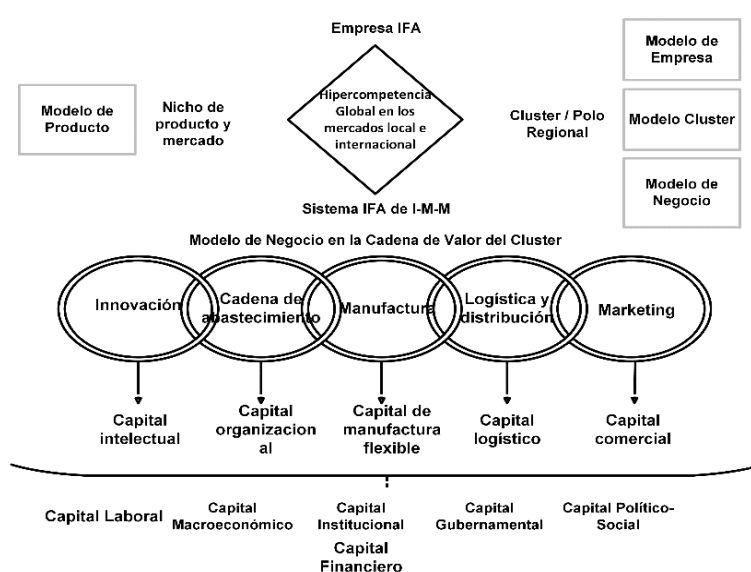 Empresa IFA
Modelo de
Empresa
Modelo de
Producto
Nicho de
producto y
mercado
Hipercompetencia
Global en los
mercados local e
internacional
Cluster / Polo
Regional
Modelo Cluster
Modelo de
Negocio
Sistema IFA de I-M-M
Modelo de Negocio en la Cadena de Valor del Cluster
Innovación
Cadena de
abastecimiento
Manufactura
Logística y
distribución
Marketing
Capital
intelectual
Capital
organizacion
al
Capital de
manufactura
flexible
Capital
logístico
Capital
comercial
Capital Laboral
Capital
Macroeconómico
Capital
Institucional
Capital
Gubernamental
Capital Político-
Social
Capital
Financiero